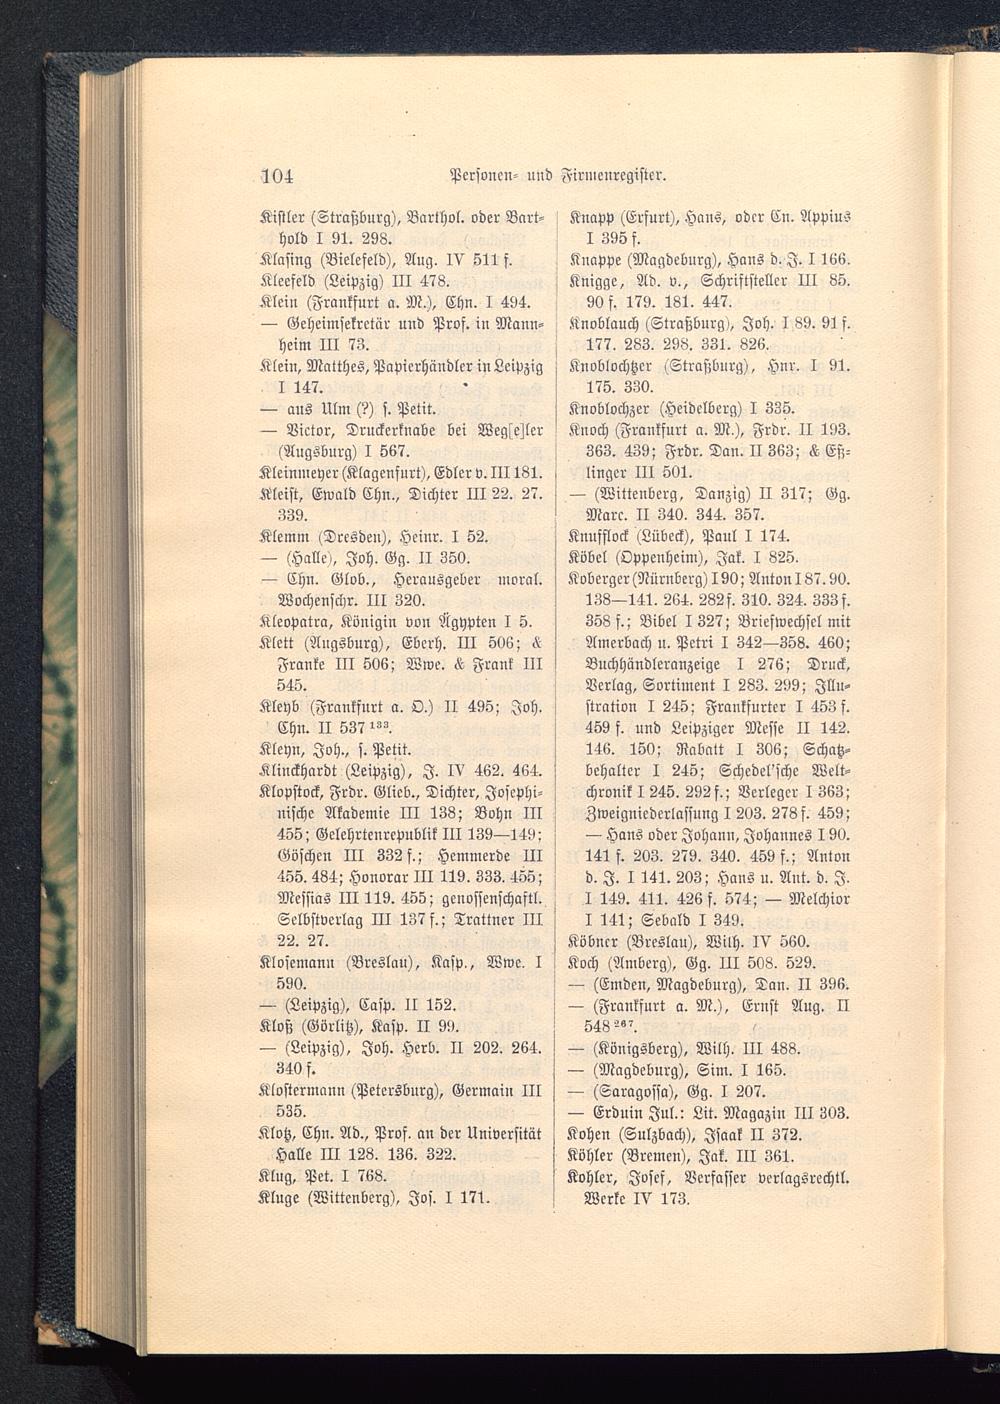 104
Personen- und Firmenregister.
Kistler (Straßburg), Barthol. oder Bart-
hold I 91. 298.
Klasing (Bielefeld), Aug. IV 511 f.
Kleefeld (Leipzig) III 478.
Klein (Frankfurt a. M.), Chn. I 494.
— Geheimsekretär und Prof. in Mann-
heim III 73.
Klein, Matthes, Papierhändler in Leipzig
I 147.
— aus Ulm (?) s. Petit.
— Victor, Druckerknabe bei Weg[e]ler
(Augsburg) I 567.
Kleinmeyer (Klagenfurt), Edler v. III 181.
Kleist, Ewald Chn., Dichter III 22. 27.
339.
Klemm (Dresden), Heinr. I 52.
— (Halle), Joh. Gg. II 350.
— Chn. Glob., Herausgeber moral.
Wochenschr. III 320.
Kleopatra, Königin von Ägypten I 5.
Klett (Augsburg), Eberh. III 506; &
Franke III 506; Wwe. & Frank III
545.
Kleyb (Frankfurt a. O.) II 495; Joh.
Chn. II 537 ¹³³.
Kleyn, Joh., s. Petit.
Klinckhardt (Leipzig), J. IV 462. 464.
Klopstock, Frdr. Glieb., Dichter, Josephi-
nische Akademie III 138; Bohn III
455; Gelehrtenrepublik III 139—149;
Göschen III 332 f.; Hemmerde III
455. 484; Honorar III 119. 333. 455;
Messias III 119. 455; genossenschaftl.
Selbstverlag III 137 f.; Trattner III
22. 27.
Klosemann (Breslau), Kasp., Wwe. I
590.
— (Leipzig), Casp. II 152.
Kloß (Görlitz), Kasp. II 99.
— (Leipzig), Joh. Herb. II 202. 264.
340 f.
Klostermann (Petersburg), Germain III
535.
Klotz, Chn. Ad., Prof. an der Universität
Halle III 128. 136. 322.
Klug, Pet. I 768.
Kluge (Wittenberg), Jos. I 171.
Knapp (Erfurt), Hans, oder Cn. Appius
I 395 f.
Knappe (Magdeburg), Hans d. J. I 166.
Knigge, Ad. v., Schriftsteller III 85.
90 f. 179. 181. 447.
Knoblauch (Straßburg), Joh. I 89. 91 f.
177. 283. 298. 331. 826.
Knoblochtzer (Straßburg), Hnr. I 91.
175. 330.
Knoblochzer (Heidelberg) I 335.
Knoch (Frankfurt a. M.), Frdr. II 193.
363. 439; Frdr. Dan. II 363; & Eß-
linger III 501.
— (Wittenberg, Danzig) II 317; Gg.
Marc. II 340. 344. 357.
Knufflock (Lübeck), Paul I 174.
Köbel (Oppenheim), Jak. I 825.
Koberger (Nürnberg) I 90; Anton I 87. 90.
138—141. 264. 282 f. 310. 324. 333 f.
358 f.; Bibel I 327; Briefwechsel mit
Amerbach u. Petri I 342—358. 460;
Buchhändleranzeige I 276; Druck,
Verlag, Sortiment I 283. 299; Illu-
stration I 245; Frankfurter I 453 f.
459 f. und Leipziger Messe II 142.
146. 150; Rabatt I 306; Schatz-
behalter I 245; Schedel'sche Welt-
chronik I 245. 292 f.; Verleger I 363;
Zweigniederlassung I 203. 278 f. 459;
— Hans oder Johann, Johannes I 90.
141 f. 203. 279. 340. 459 f.; Anton
d. J. I 141. 203; Hans u. Ant. d. J.
I 149. 411. 426 f. 574; — Melchior
I 141; Sebald I 349.
Köbner (Breslau), Wilh. IV 560.
Koch (Amberg), Gg. III 508. 529.
— (Emden, Magdeburg), Dan. II 396.
— (Frankfurt a. M.), Ernst Aug. II
548 ²⁶⁷.
— (Königsberg), Wilh. III 488.
— (Magdeburg), Sim. I 165.
— (Saragossa), Gg. I 207.
— Erduin Jul.: Lit. Magazin III 303.
Kohen (Sulzbach), Isaak II 372.
Köhler (Bremen), Jak. III 361.
Kohler, Josef, Verfasser verlagsrechtl.
Werke IV 173.